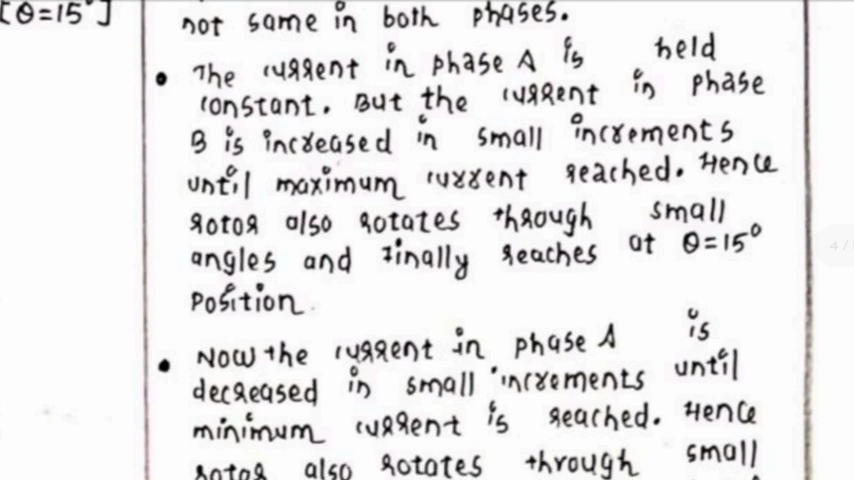 [θ=15°]
not same in both phases.
• The current in phase A is held
constant. But the current in phase
B is increased in small increments
until maximum current reached. Hence
rotor also rotates through small
angles and finally reaches at θ=15°
position.
• Now the current in phase A is
decreased in small increments until
minimum current is reached. Hence
rotor also rotates through small
4/